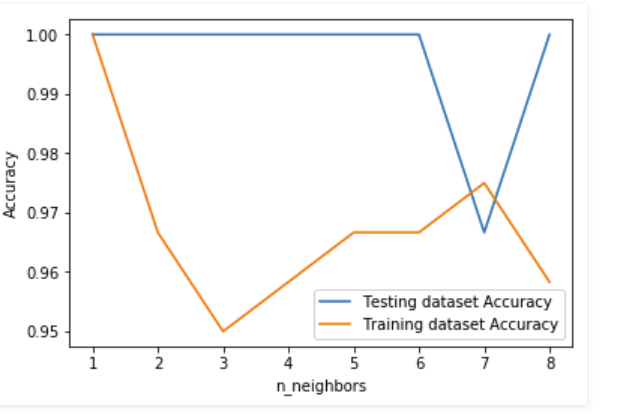 1.00
0.99
0.98
0.97
0.96
0.95
Accuracy
1 2 3 4 5 6 7 8
n_neighbors
Testing dataset Accuracy
Training dataset Accuracy